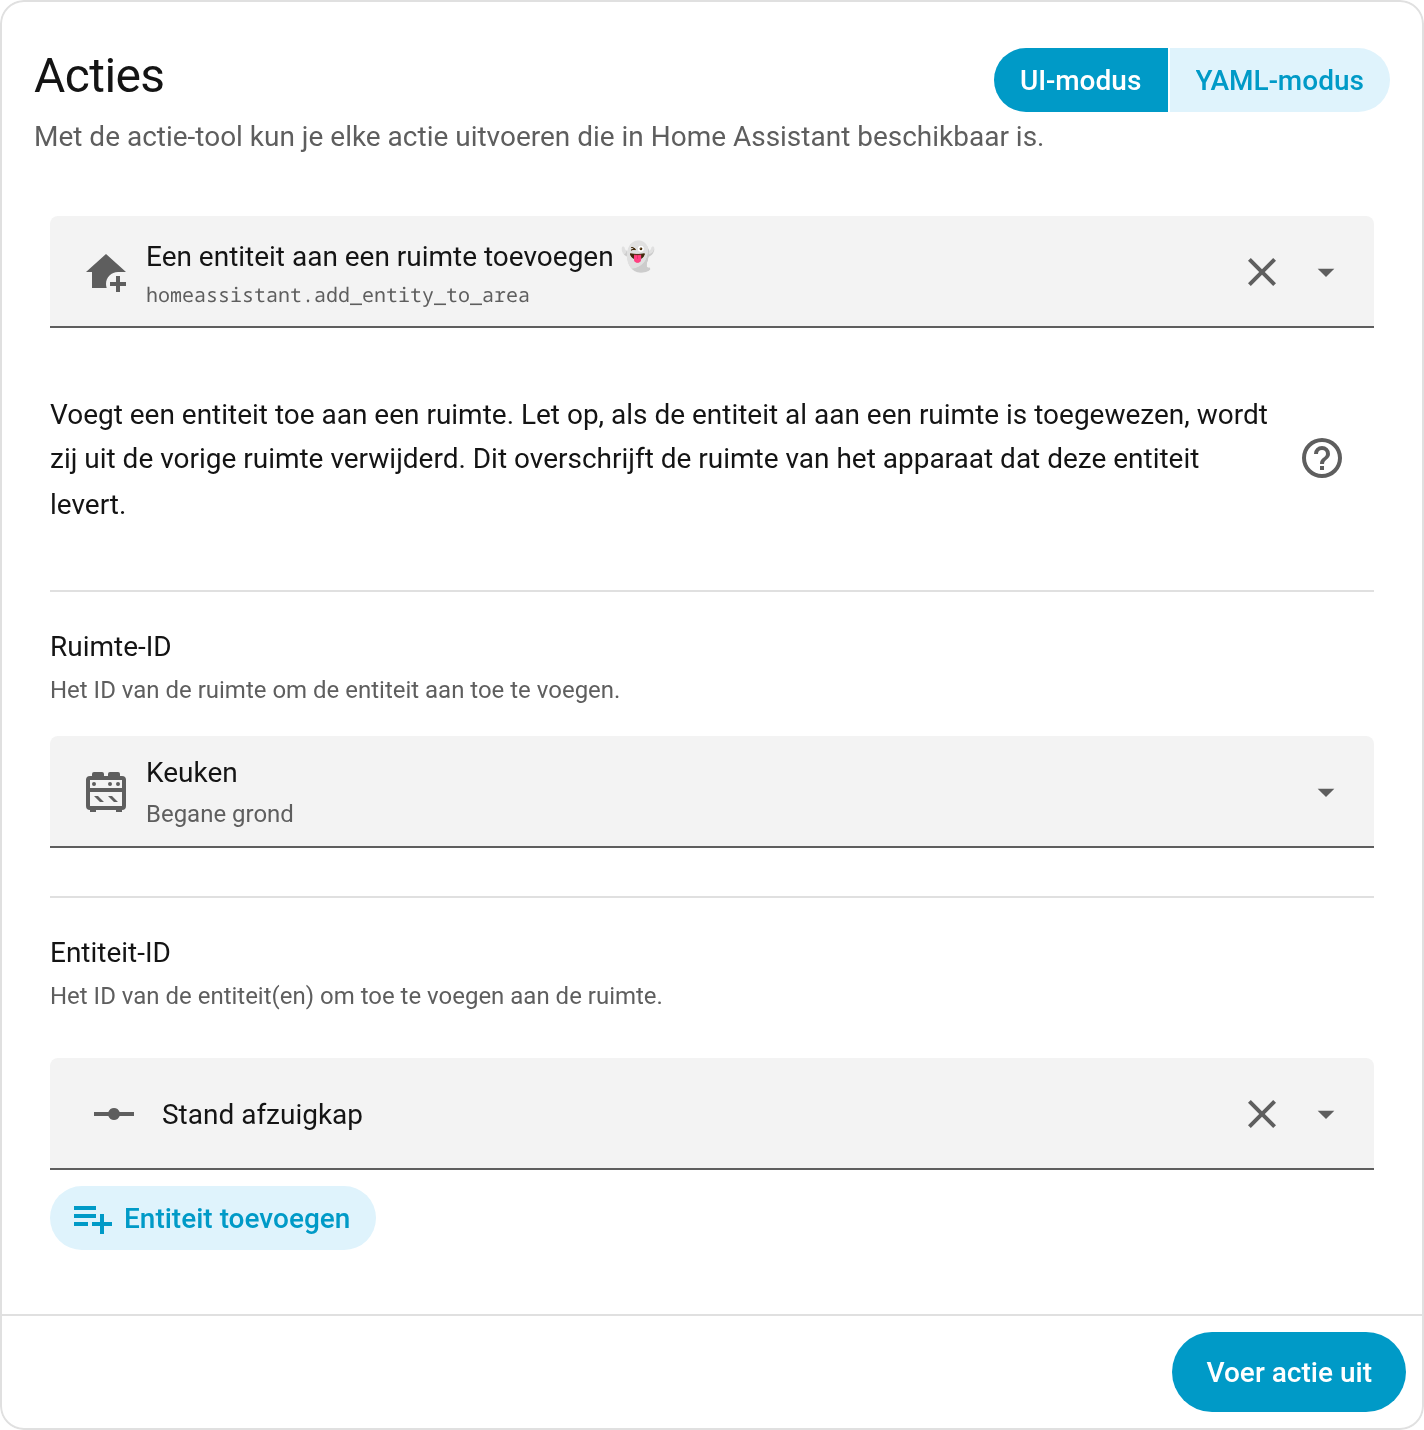 Acties
UI-modus
YAML-modus
Met de actie-tool kun je elke actie uitvoeren die in Home Assistant beschikbaar is.
Een entiteit aan een ruimte toevoegen 👻
homeassistant.add_entity_to_area
Voegt een entiteit toe aan een ruimte. Let op, als de entiteit al aan een ruimte is toegewezen, wordt
zij uit de vorige ruimte verwijderd. Dit overschrijft de ruimte van het apparaat dat deze entiteit
levert.
Ruimte-ID
Het ID van de ruimte om de entiteit aan toe te voegen.
Keuken
Begane grond
Entiteit-ID
Het ID van de entiteit(en) om toe te voegen aan de ruimte.
Stand afzuigkap
Entiteit toevoegen
Voer actie uit